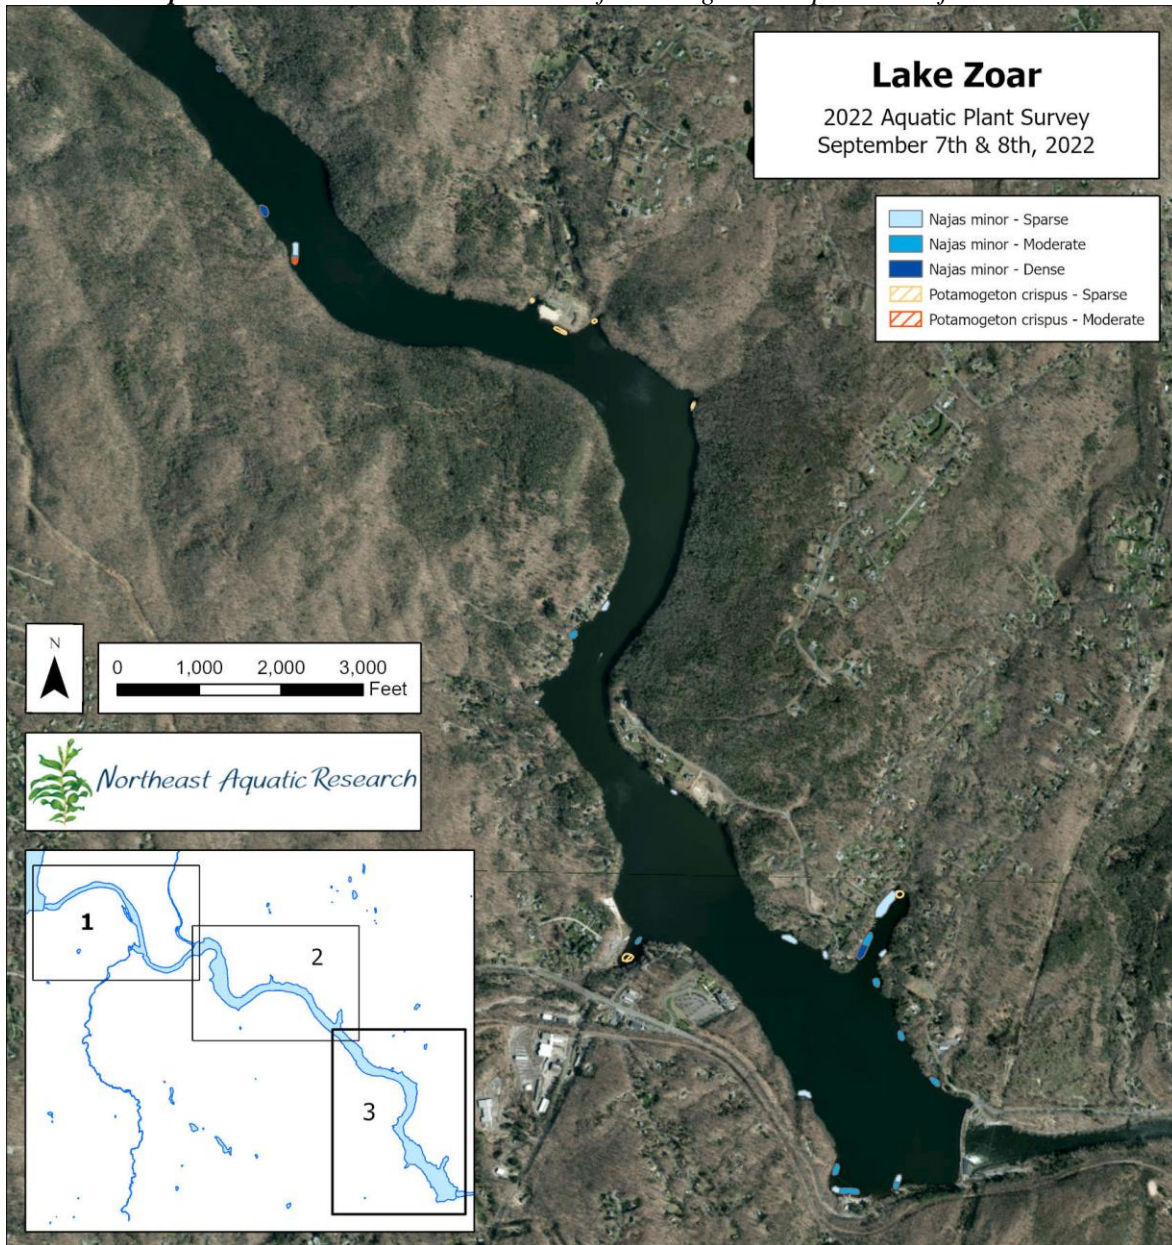 Lake Zoar
2022 Aquatic Plant Survey
September 7th & 8th, 2022
Najas minor - Sparse
Najas minor - Moderate
Najas minor - Dense
Potamogeton crispus - Sparse
Potamogeton crispus - Moderate
N
0 1,000 2,000 3,000
Feet
Northeast Aquatic Research
1
2
3